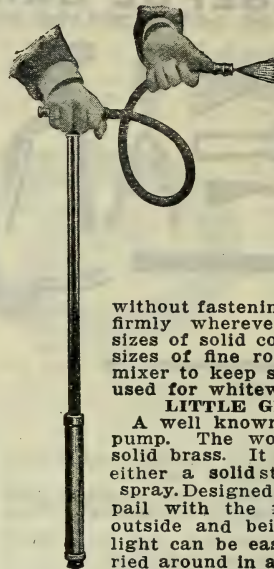 without fastenin
firmly whereve
sizes of solid co
sizes of fine ro
mixer to keep s
used for whitew
LITTLE G
A well known
pump. The wo
solid brass. It
either a solid st
spray. Designed
pail with the
outside and bei
light can be eas
ried around in a